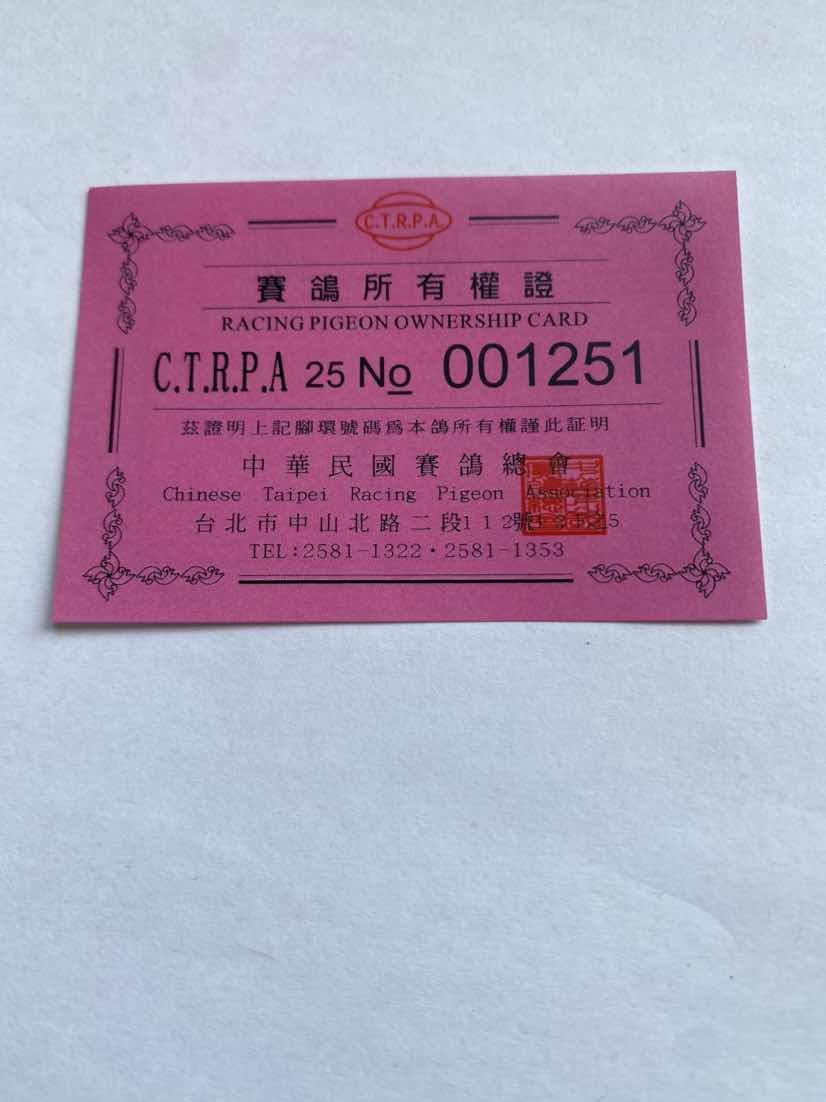 C.T.R.P.A.
賽鴿所有權證
RACING PIGEON OWNERSHIP CARD
C.T.R.P.A 25 No 001251
茲證明上記腳環號碼爲本鴿所有權謹此証明
中華民國賽鴿總會
Chinese Taipei Racing Pigeon Association
台北市中山北路二段112號
TEL:2581-1322·2581-1353